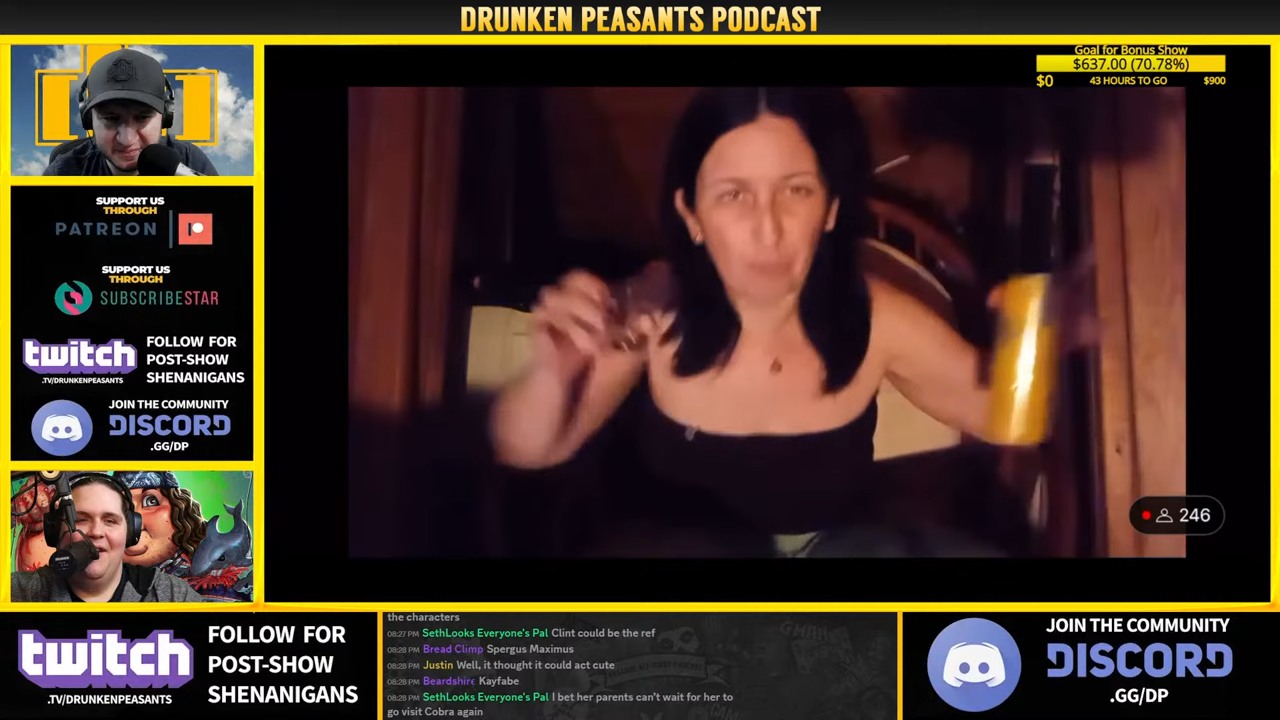 DRUNKEN PEASANTS PODCAST
Goal for Bonus Show
$637.00 (70.78%)
$0 43 HOURS TO GO $900
SUPPORT US
THROUGH
PATREON
SUPPORT US
THROUGH
SUBSCRIBESTAR
twitch
.TV/DRUNKENPEASANTS
FOLLOW FOR
POST-SHOW
SHENANIGANS
JOIN THE COMMUNITY
DISCORD
.GG/DP
246
twitch
.TV/DRUNKENPEASANTS
FOLLOW FOR
POST-SHOW
SHENANIGANS
the characters
08:27 PM SethLooks Everyone's Pal Clint could be the ref
08:28 PM Bread Climp Spergus Maximus
08:28 PM Justin Well, it thought it could act cute
08:28 PM Beardshire Kayfabe
08:28 PM SethLooks Everyone's Pal I bet her parents can't wait for her to
go visit Cobra again
JOIN THE COMMUNITY
DISCORD
.GG/DP